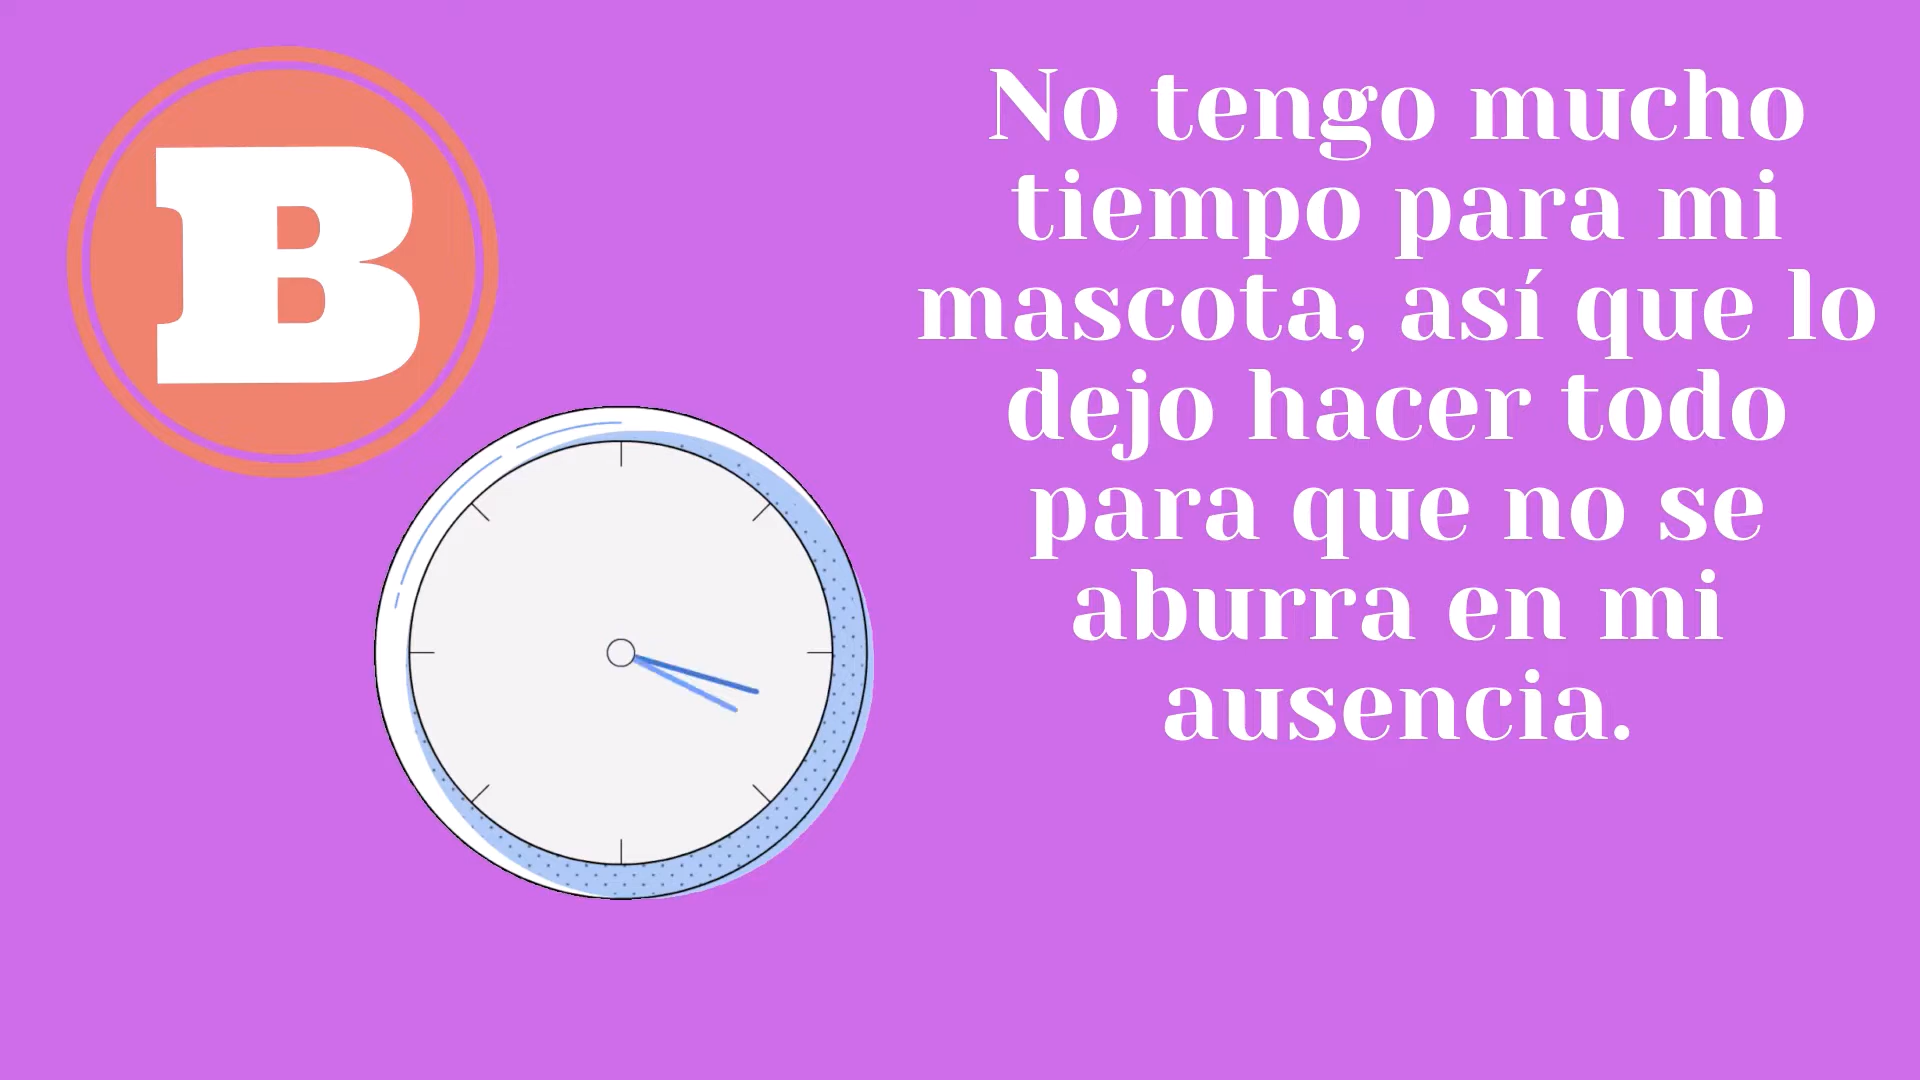 B
No tengo mucho
tiempo para mi
mascota, así que lo
dejo hacer todo
para que no se
aburra en mi
ausencia.